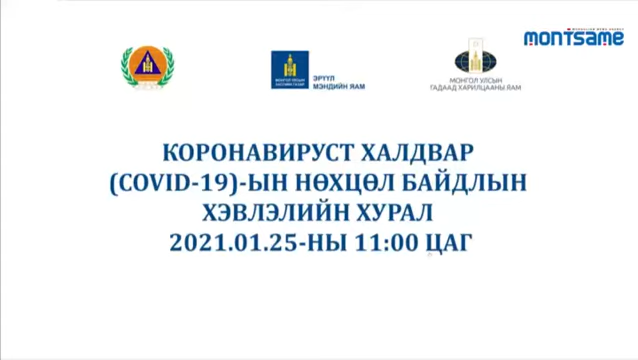 MONTSAME
ЭРҮҮЛ
МЭНДИЙН ЯАМ
МОНГОЛ УЛСЫН
ГАДААД ХАРИЛЦААНЫ ЯАМ
КОРОНАВИРУСТ ХАЛДВАР
(COVID-19)-ЫН НӨХЦӨЛ БАЙДЛЫН
ХЭВЛЭЛИЙН ХУРАЛ
2021.01.25-НЫ 11:00 ЦАГ